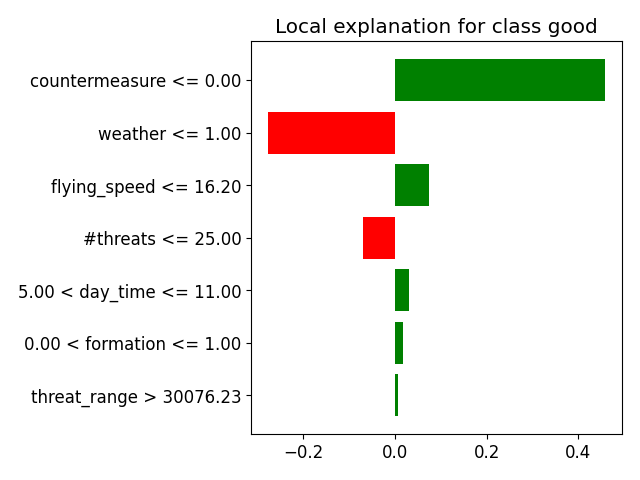 Local explanation for class good
countermeasure <= 0.00
weather <= 1.00
flying_speed <= 16.20
#threats <= 25.00
5.00 < day_time <= 11.00
0.00 < formation <= 1.00
threat_range > 30076.23
−0.2 0.0 0.2 0.4